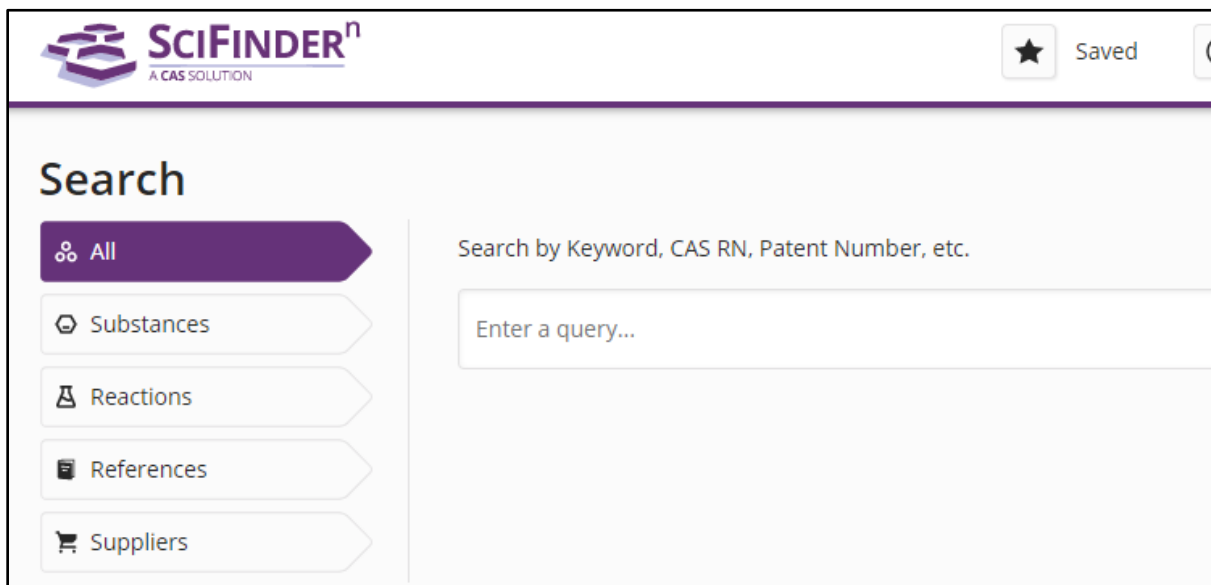 SCIFINDERⁿ
A CAS SOLUTION
Saved
Search
All
Search by Keyword, CAS RN, Patent Number, etc.
Substances
Enter a query...
Reactions
References
Suppliers